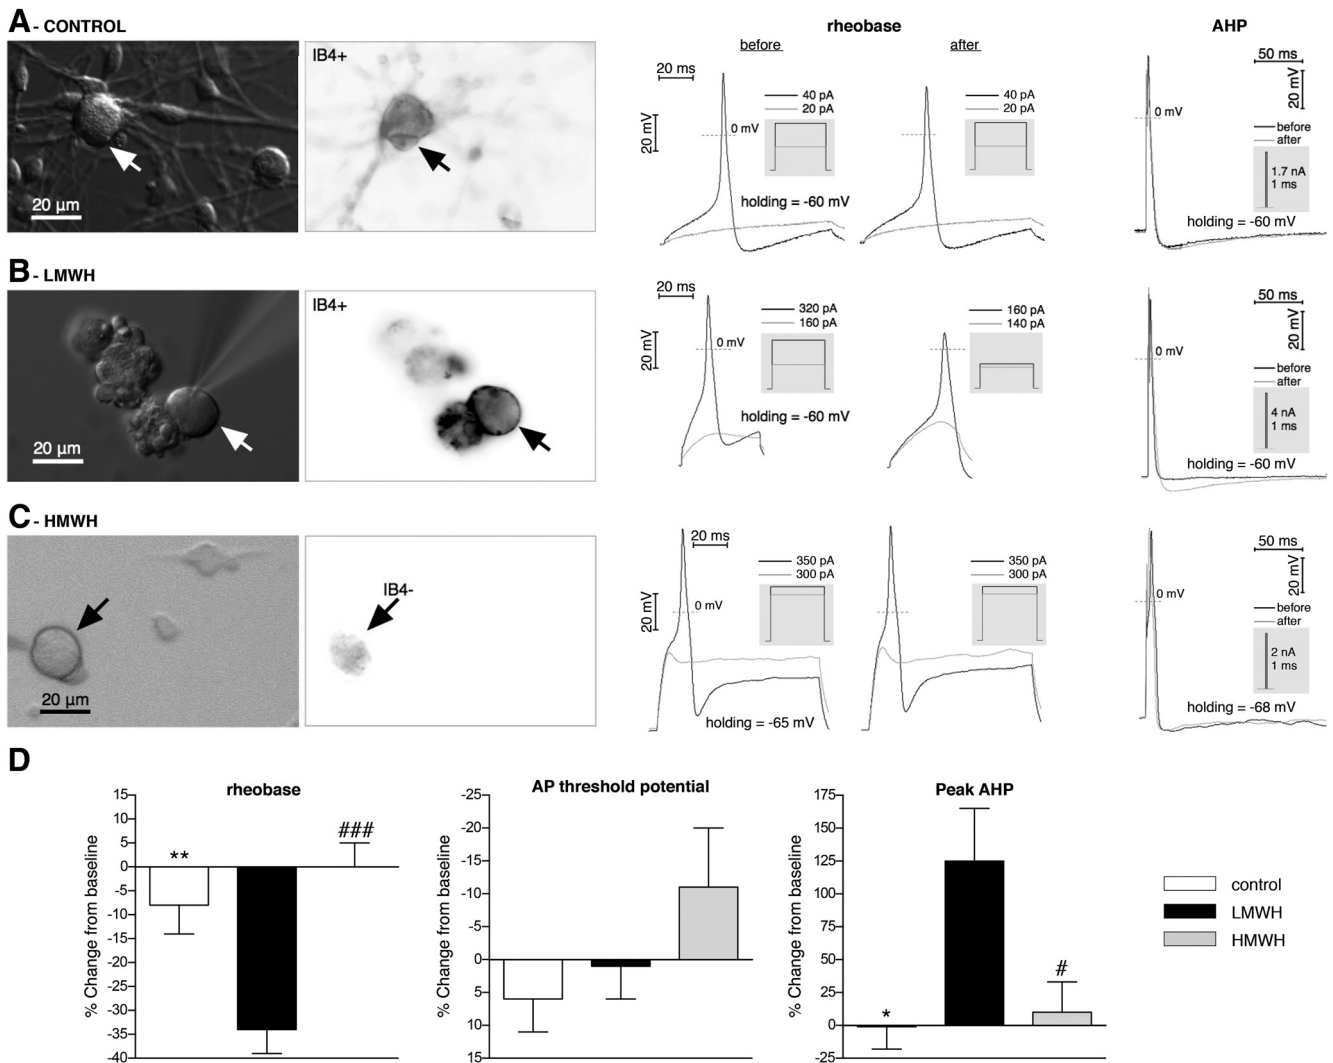 A - CONTROL
rheobase
AHP
before
after
IB4+
20 µm
20 ms
40 pA
20 pA
0 mV
20 mV
holding = -60 mV
40 pA
20 pA
50 ms
20 mV
0 mV
before
after
1.7 nA
1 ms
holding = -60 mV
B - LMWH
IB4+
20 µm
20 ms
320 pA
160 pA
0 mV
20 mV
holding = -60 mV
160 pA
140 pA
50 ms
20 mV
0 mV
before
after
4 nA
1 ms
holding = -60 mV
C - HMWH
IB4-
20 µm
20 ms
350 pA
300 pA
0 mV
20 mV
holding = -65 mV
350 pA
300 pA
50 ms
20 mV
0 mV
before
after
2 nA
1 ms
holding = -68 mV
D
rheobase
% Change from baseline
15
10
5
0
-5
-10
-15
-20
-25
-30
-35
-40
**
###
AP threshold potential
% Change from baseline
-25
-20
-15
-10
-5
0
5
10
15
Peak AHP
% Change from baseline
175
150
125
100
75
50
25
0
-25
*
#
control
LMWH
HMWH